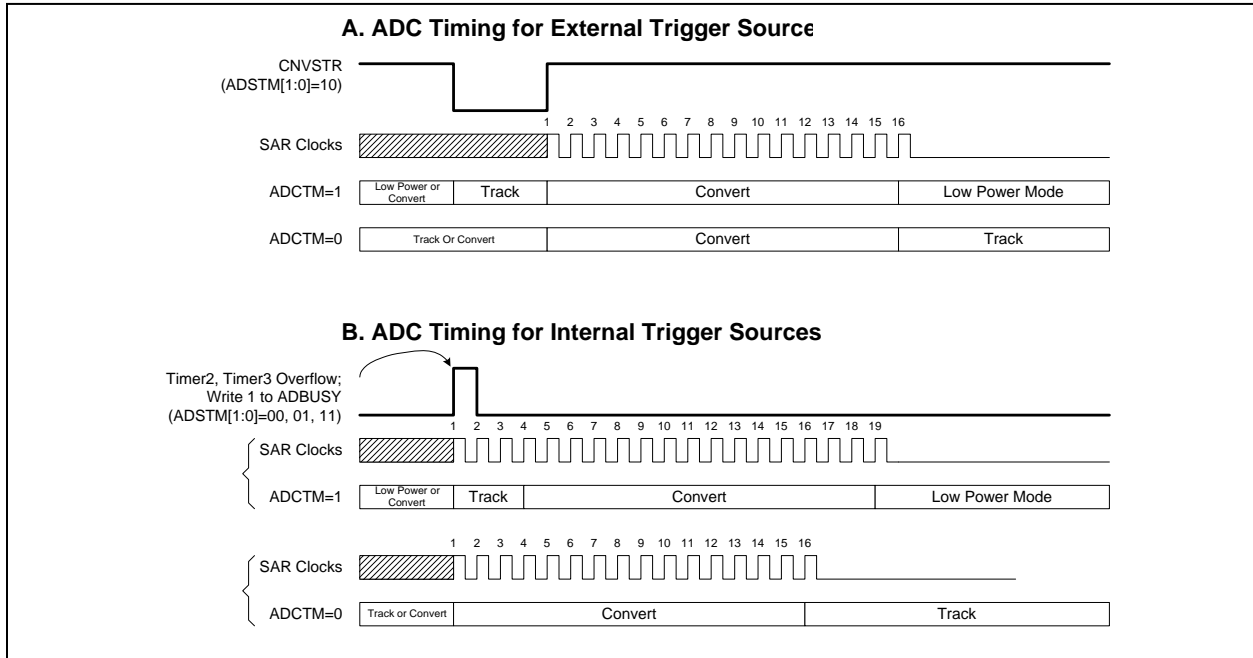 A. ADC Timing for External Trigger Source
CNVSTR
(ADSTM[1:0]=10)
1 2 3 4 5 6 7 8 9 10 11 12 13 14 15 16
SAR Clocks
ADCTM=1
Low Power or
Convert
Track
Convert
Low Power Mode
ADCTM=0
Track Or Convert
Convert
Track
B. ADC Timing for Internal Trigger Sources
Timer2, Timer3 Overflow;
Write 1 to ADBUSY
(ADSTM[1:0]=00, 01, 11)
1 2 3 4 5 6 7 8 9 10 11 12 13 14 15 16 17 18 19
SAR Clocks
ADCTM=1
Low Power or
Convert
Track
Convert
Low Power Mode
1 2 3 4 5 6 7 8 9 10 11 12 13 14 15 16
SAR Clocks
ADCTM=0
Track or Convert
Convert
Track